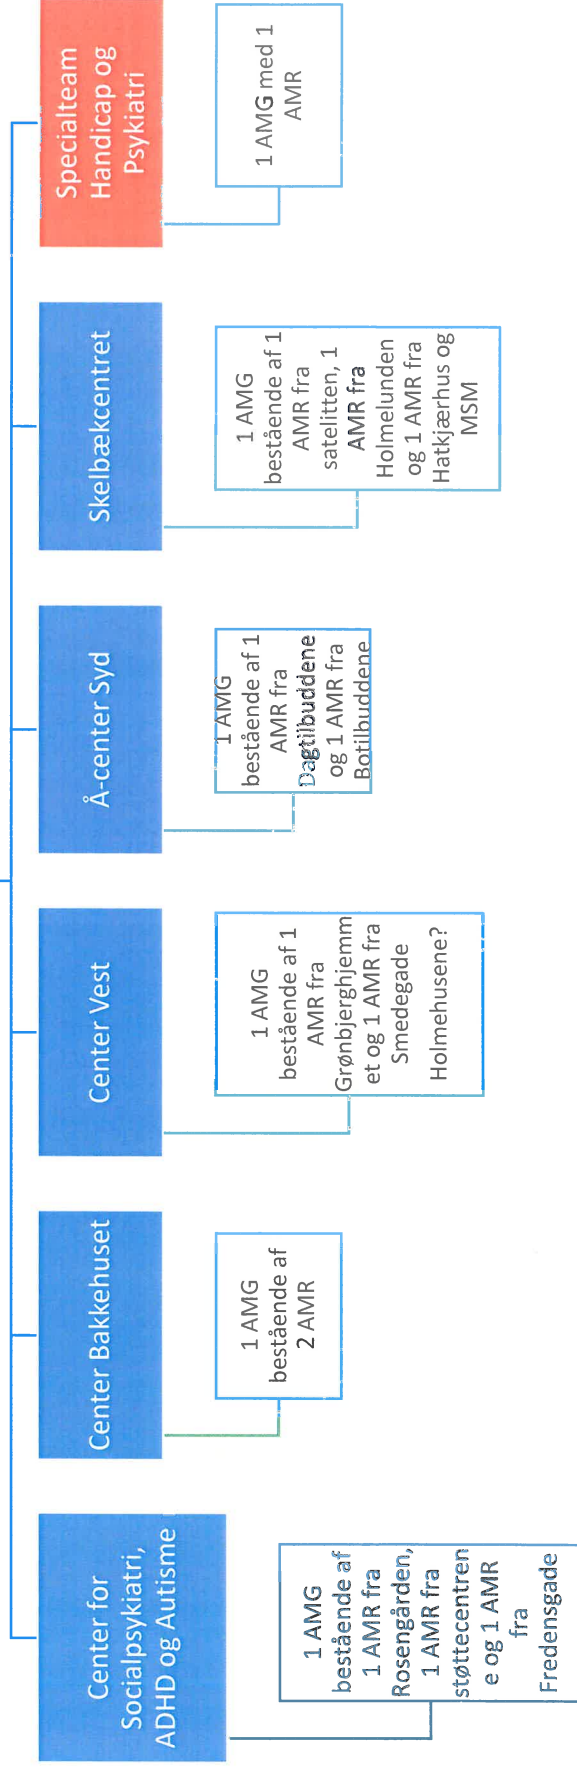 Center for
Socialpsykiatri,
ADHD og Autisme
1 AMG
bestående af
1 AMR fra
Rosengården,
1 AMR fra
støttecentren
e og 1 AMR
fra
Fredensgade
Center Bakkehuset
1 AMG
bestående af
2 AMR
Center Vest
1 AMG
bestående af 1
AMR fra
Grønbjerghjemm
et og 1 AMR fra
Smedegade
Holmehusene?
Å-center Syd
1 AMG
bestående af 1
AMR fra
Dagtilbuddene
og 1 AMR fra
Botilbuddene
Skelbækcentret
1 AMG
bestående af 1
AMR fra
satelitten, 1
AMR fra
Holmelunden
og 1 AMR fra
Hatkjærhus og
MSM
Specialteam
Handicap og
Psykiatri
1 AMG med 1
AMR